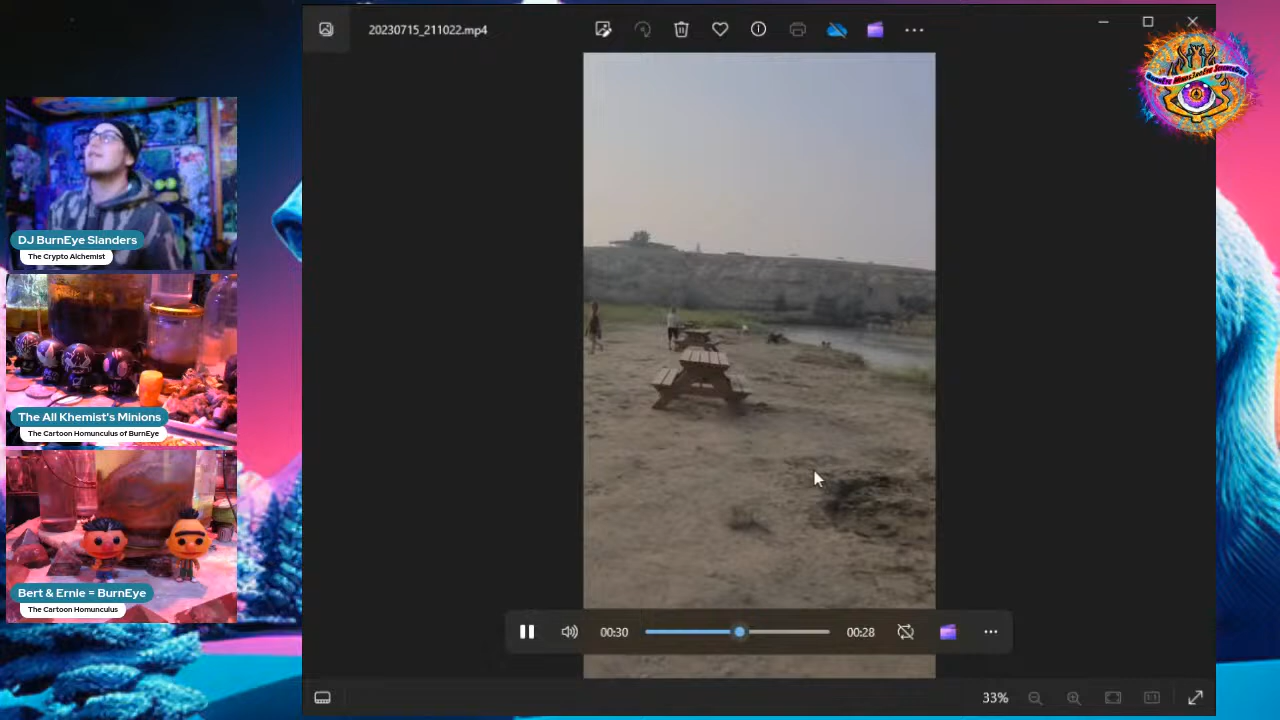 20230715_211022.mp4
DJ BurnEye Slanders
The Crypto Alchemist
The All Khemist's Minions
The Cartoon Homunculus of BurnEye
Bert & Ernie = BurnEye
The Cartoon Homunculus
00:30
00:28
33%